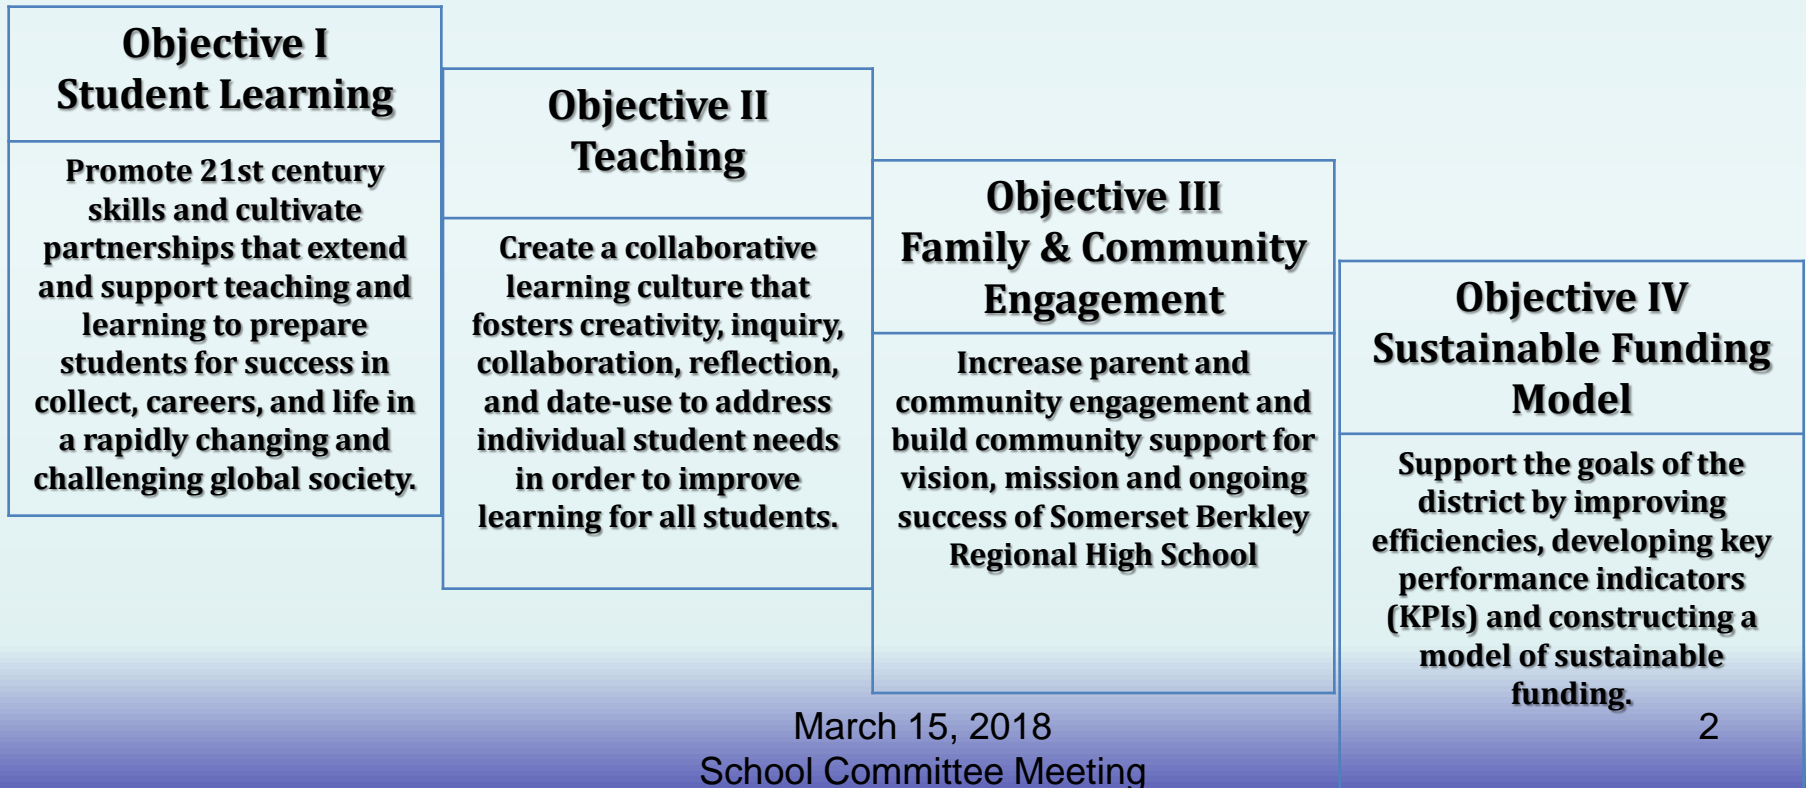 Objective I
Student Learning
Promote 21st century
skills and cultivate
partnerships that extend
and support teaching and
learning to prepare
students for success in
collect, careers, and life in
a rapidly changing and
challenging global society.
Objective II
Teaching
Create a collaborative
learning culture that
fosters creativity, inquiry,
collaboration, reflection,
and date-use to address
individual student needs
in order to improve
learning for all students.
Objective III
Family & Community
Engagement
Increase parent and
community engagement and
build community support for
vision, mission and ongoing
success of Somerset Berkley
Regional High School
Objective IV
Sustainable Funding
Model
Support the goals of the
district by improving
efficiencies, developing key
performance indicators
(KPIs) and constructing a
model of sustainable
funding.
March 15, 2018
School Committee Meeting
2